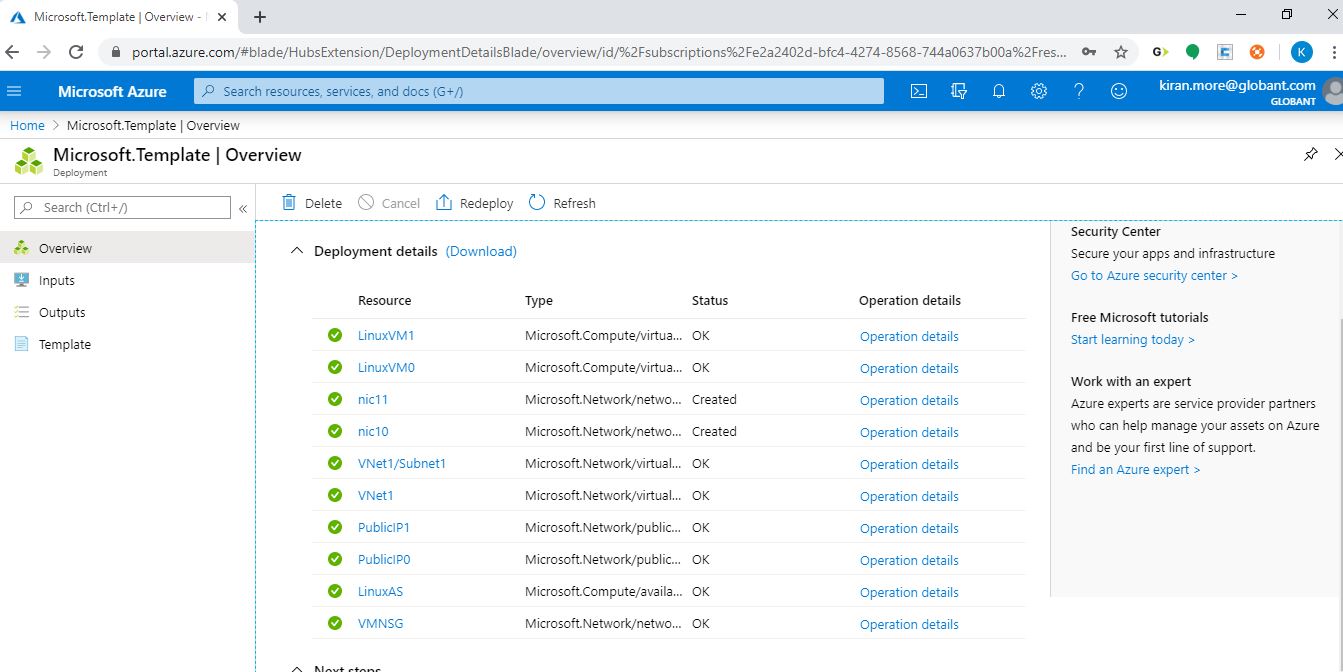 Microsoft.Template | Overview -
portal.azure.com/#blade/HubsExtension/DeploymentDetailsBlade/overview/id/%2Fsubscriptions%2Fe2a2402d-bfc4-4274-8568-744a0637b00a%2Fres...
G
K
Microsoft Azure
Search resources, services, and docs (G+/)
kiran.more@globant.com
GLOBANT
Home > Microsoft.Template | Overview
Microsoft.Template | Overview
Deployment
Search (Ctrl+/)
«
Delete Cancel Redeploy Refresh
Overview
Inputs
Outputs
Template
Deployment details (Download)
Resource Type Status Operation details
LinuxVM1 Microsoft.Compute/virtua... OK Operation details
LinuxVM0 Microsoft.Compute/virtua... OK Operation details
nic11 Microsoft.Network/netwo... Created Operation details
nic10 Microsoft.Network/netwo... Created Operation details
VNet1/Subnet1 Microsoft.Network/virtual... OK Operation details
VNet1 Microsoft.Network/virtual... OK Operation details
PublicIP1 Microsoft.Network/public... OK Operation details
PublicIP0 Microsoft.Network/public... OK Operation details
LinuxAS Microsoft.Compute/availa... OK Operation details
VMNSG Microsoft.Network/netwo... OK Operation details
Next steps
Security Center
Secure your apps and infrastructure
Go to Azure security center >
Free Microsoft tutorials
Start learning today >
Work with an expert
Azure experts are service provider partners
who can help manage your assets on Azure
and be your first line of support.
Find an Azure expert >